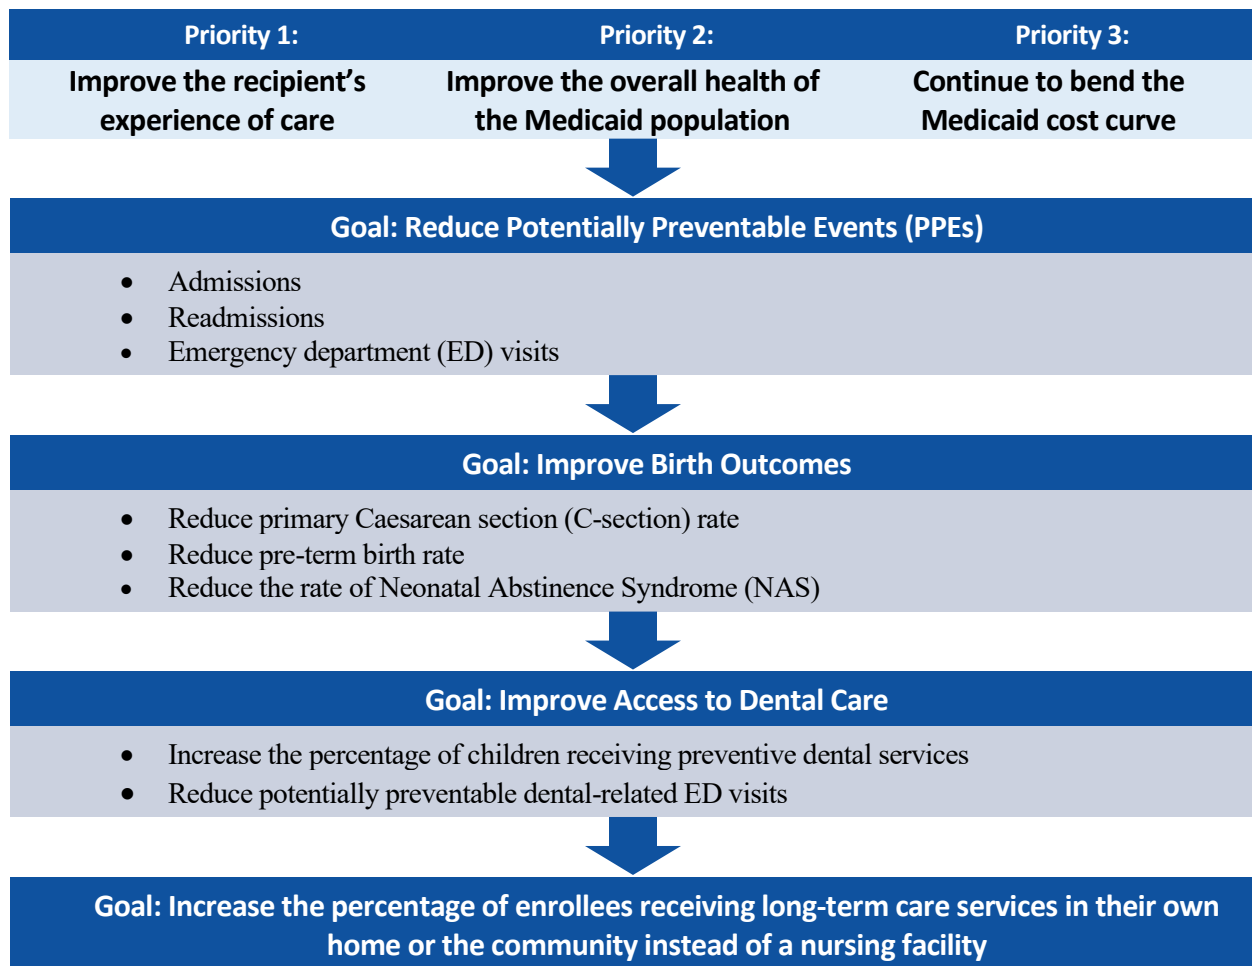 Priority 1:
Priority 2:
Priority 3:
Improve the recipient’s
experience of care
Improve the overall health of
the Medicaid population
Continue to bend the
Medicaid cost curve
Goal: Reduce Potentially Preventable Events (PPEs)
• Admissions
• Readmissions
• Emergency department (ED) visits
Goal: Improve Birth Outcomes
• Reduce primary Caesarean section (C-section) rate
• Reduce pre-term birth rate
• Reduce the rate of Neonatal Abstinence Syndrome (NAS)
Goal: Improve Access to Dental Care
• Increase the percentage of children receiving preventive dental services
• Reduce potentially preventable dental-related ED visits
Goal: Increase the percentage of enrollees receiving long-term care services in their own
home or the community instead of a nursing facility